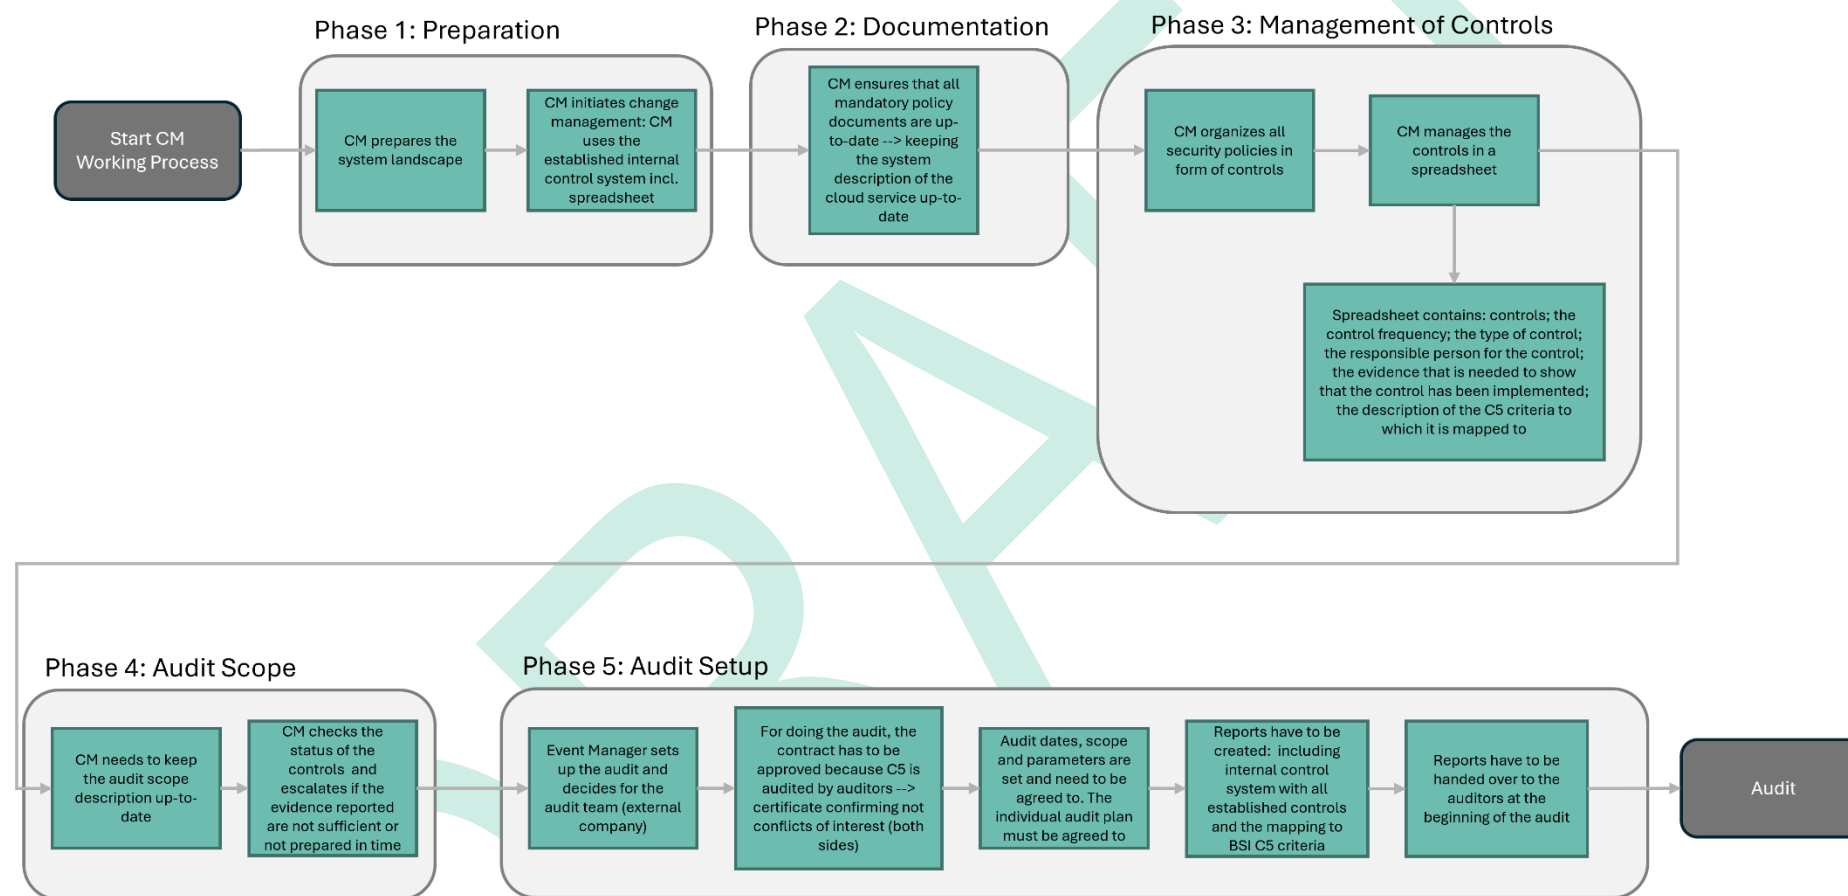 Phase 1: Preparation
Phase 2: Documentation
Phase 3: Management of Controls
Start CM
Working Process
CM prepares the
system landscape
CM initiates change
management: CM
uses the
established internal
control system incl.
spreadsheet
CM ensures that all
mandatory policy
documents are up-
to-date --> keeping
the system
description of the
cloud service up-to-
date
CM organizes all
security policies in
form of controls
CM manages the
controls in a
spreadsheet
Spreadsheet contains: controls; the
control frequency; the type of control;
the responsible person for the control;
the evidence that is needed to show
that the control has been implemented;
the description of the C5 criteria to
which it is mapped to
Phase 4: Audit Scope
Phase 5: Audit Setup
CM needs to keep
the audit scope
description up-to-
date
CM checks the
status of the
controls and
escalates if the
evidence reported
are not sufficient or
not prepared in time
Event Manager sets
up the audit and
decides for the
audit team (external
company)
For doing the audit, the
contract has to be
approved because C5 is
audited by auditors -->
certificate confirming not
conflicts of interest (both
sides)
Audit dates, scope
and parameters are
set and need to be
agreed to. The
individual audit plan
must be agreed to
Reports have to be
created: including
internal control
system with all
established controls
and the mapping to
BSI C5 criteria
Reports have to be
handed over to the
auditors at the
beginning of the audit
Audit